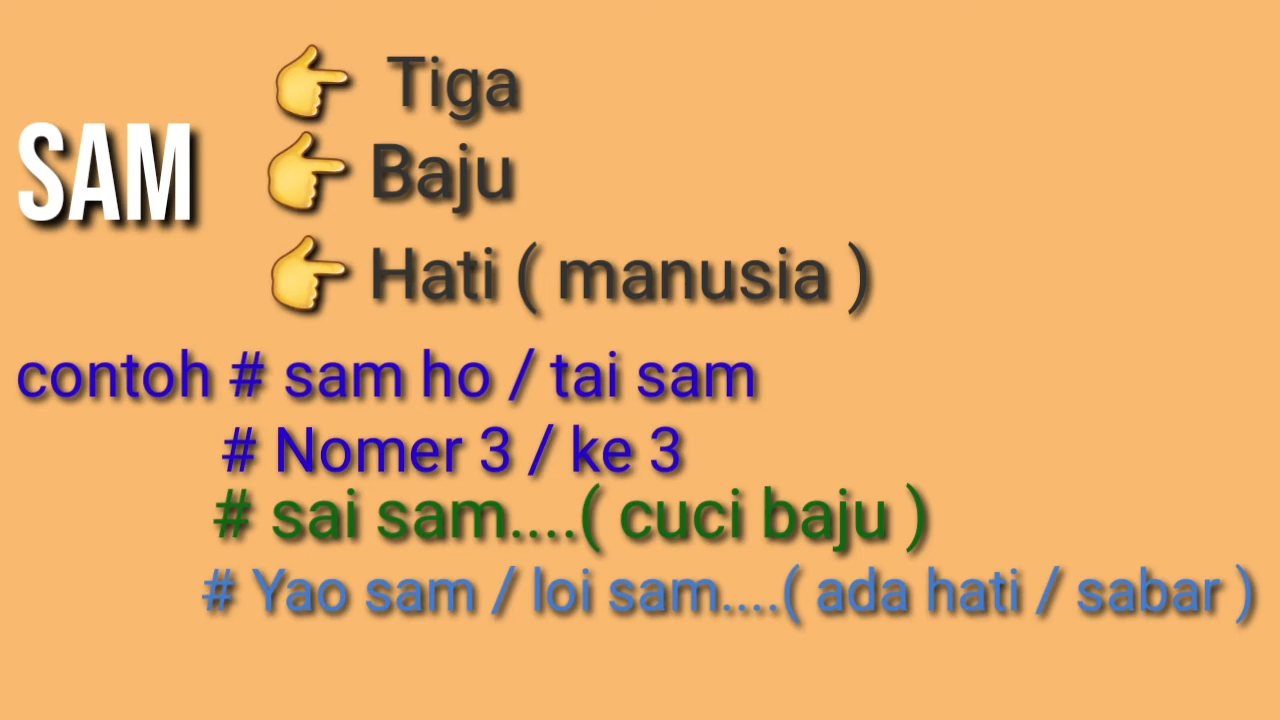 👉 Tiga
SAM 👉 Baju
👉 Hati ( manusia )
contoh # sam ho / tai sam
# Nomer 3 / ke 3
# sai sam....( cuci baju )
# Yao sam / loi sam....( ada hati / sabar )